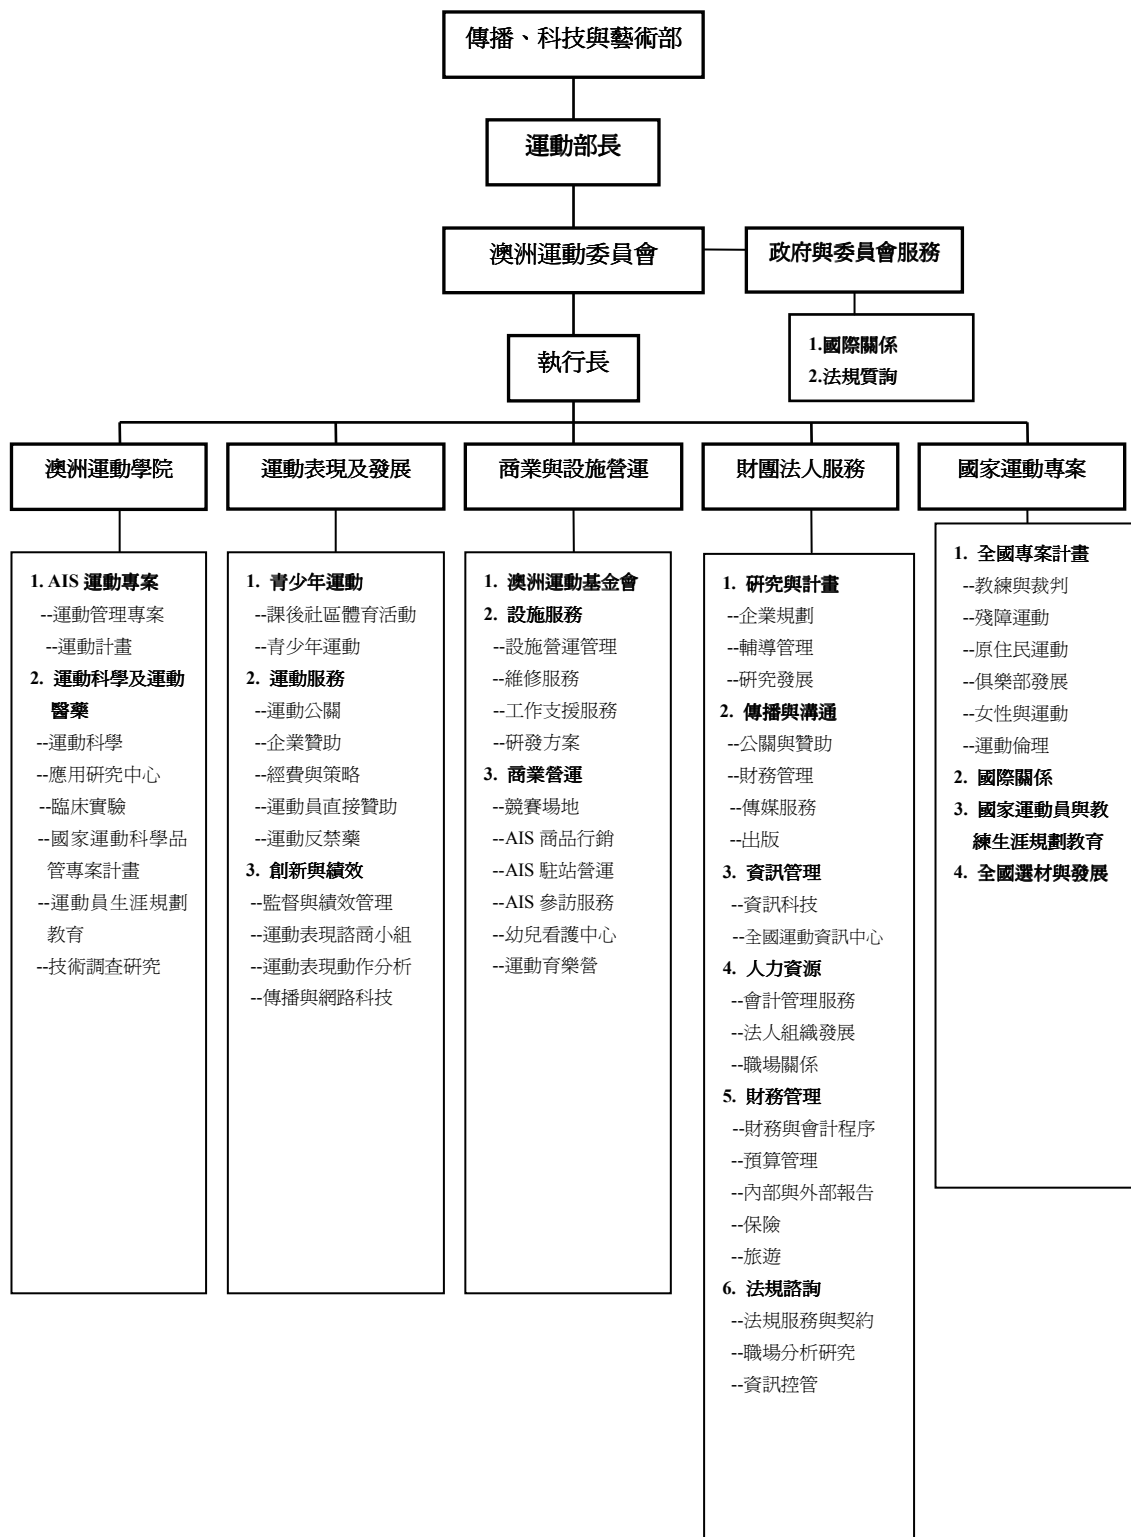 傳播、科技與藝術部
運動部長
澳洲運動委員會
政府與委員會服務
1.國際關係
2.法規質詢
執行長
澳洲運動學院
運動表現及發展
商業與設施營運
財團法人服務
國家運動專案
1. AIS 運動專案
--運動管理專案
--運動計畫
2. 運動科學及運動
醫藥
--運動科學
--應用研究中心
--臨床實驗
--國家運動科學品
管專案計畫
--運動員生涯規劃
教育
--技術調查研究
1. 青少年運動
--課後社區體育活動
--青少年運動
2. 運動服務
--運動公關
--企業贊助
--經費與策略
--運動員直接贊助
--運動反禁藥
3. 創新與績效
--監督與績效管理
--運動表現諮商小組
--運動表現動作分析
--傳播與網路科技
1. 澳洲運動基金會
2. 設施服務
--設施營運管理
--維修服務
--工作支援服務
--研發方案
3. 商業營運
--競賽場地
--AIS 商品行銷
--AIS 駐站營運
--AIS 參訪服務
--幼兒看護中心
--運動育樂營
1. 研究與計畫
--企業規劃
--輔導管理
--研究發展
2. 傳播與溝通
--公關與贊助
--財務管理
--傳媒服務
--出版
3. 資訊管理
--資訊科技
--全國運動資訊中心
4. 人力資源
--會計管理服務
--法人組織發展
--職場關係
5. 財務管理
--財務與會計程序
--預算管理
--內部與外部報告
--保險
--旅遊
6. 法規諮詢
--法規服務與契約
--職場分析研究
--資訊控管
1. 全國專案計畫
--教練與裁判
--殘障運動
--原住民運動
--俱樂部發展
--女性與運動
--運動倫理
2. 國際關係
3. 國家運動員與教
練生涯規劃教育
4. 全國選材與發展